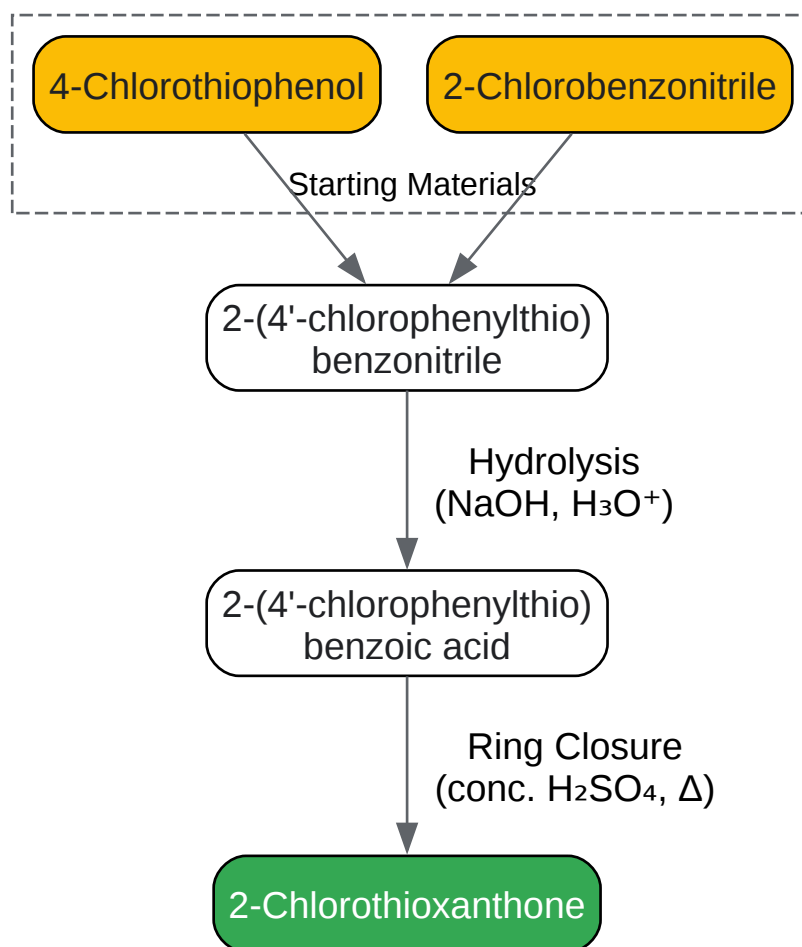 4-Chlorothiophenol
2-Chlorobenzonitrile
Starting Materials
2-(4'-chlorophenylthio)
benzonitrile
Hydrolysis
(NaOH, H₃O⁺)
2-(4'-chlorophenylthio)
benzoic acid
Ring Closure
(conc. H₂SO₄, Δ)
2-Chlorothioxanthone